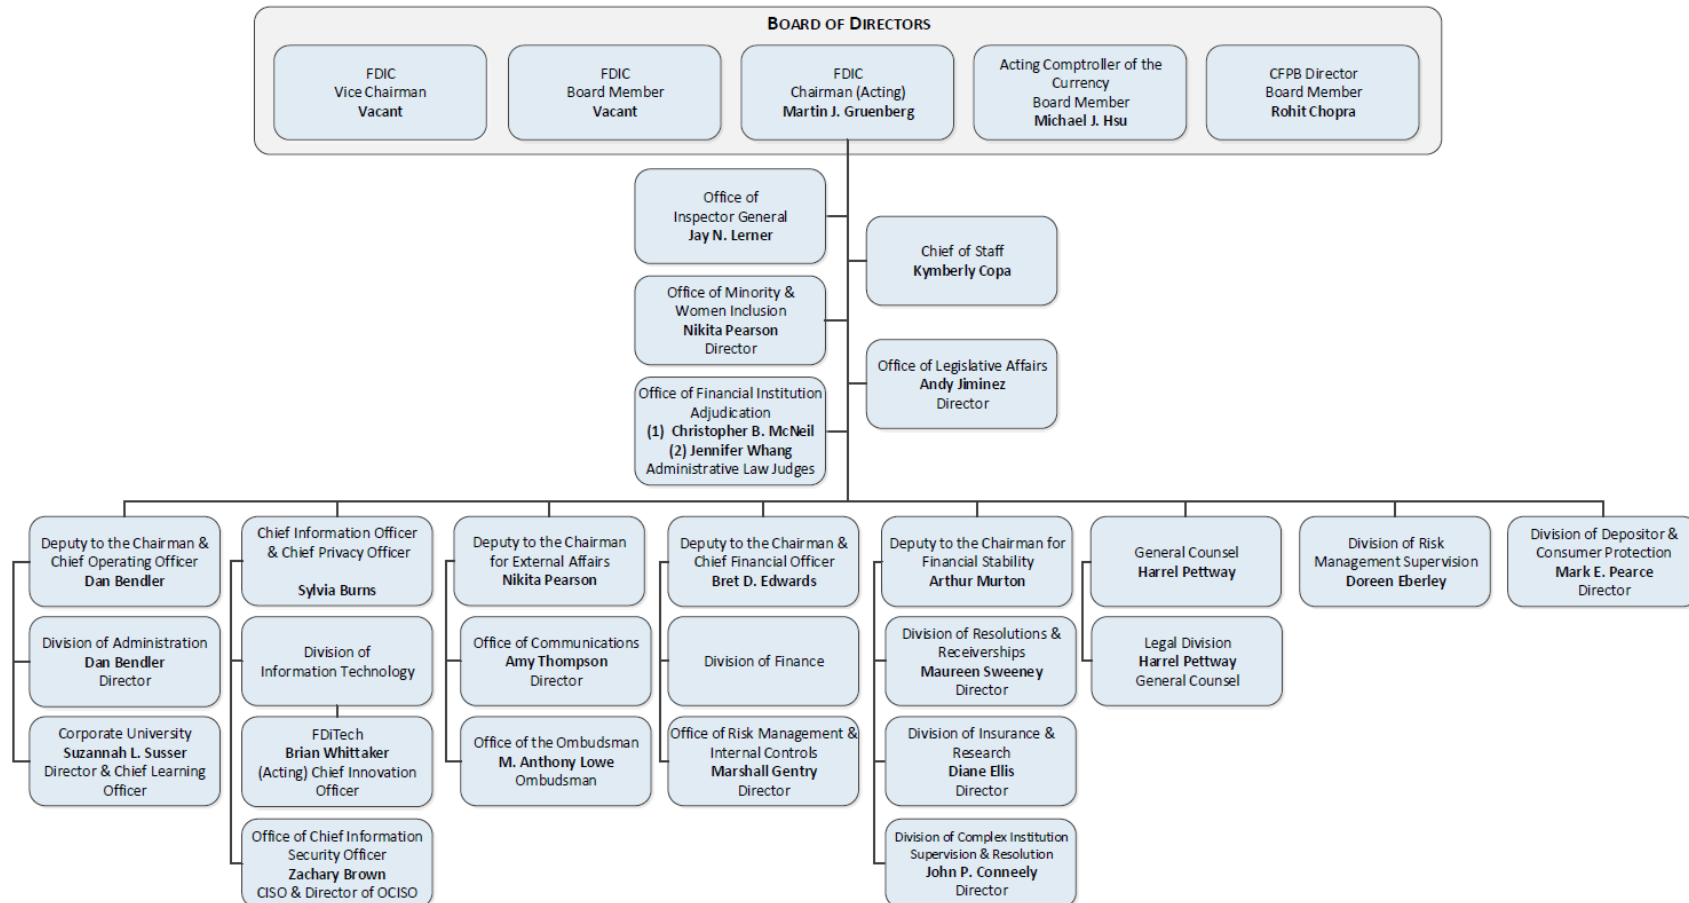 BOARD OF DIRECTORS
FDIC
Vice Chairman
Vacant
FDIC
Board Member
Vacant
FDIC
Chairman (Acting)
Martin J. Gruenberg
Acting Comptroller of the
Currency
Board Member
Michael J. Hsu
CFPB Director
Board Member
Rohit Chopra
Office of
Inspector General
Jay N. Lerner
Chief of Staff
Kymberly Copa
Office of Minority &
Women Inclusion
Nikita Pearson
Director
Office of Legislative Affairs
Andy Jiminez
Director
Office of Financial Institution
Adjudication
(1) Christopher B. McNeil
(2) Jennifer Whang
Administrative Law Judges
Deputy to the Chairman &
Chief Operating Officer
Dan Bendler
Chief Information Officer
& Chief Privacy Officer
Sylvia Burns
Deputy to the Chairman
for External Affairs
Nikita Pearson
Deputy to the Chairman &
Chief Financial Officer
Bret D. Edwards
Deputy to the Chairman for
Financial Stability
Arthur Murton
General Counsel
Harrel Pettway
Division of Risk
Management Supervision
Doreen Eberley
Division of Depositor &
Consumer Protection
Mark E. Pearce
Director
Division of Administration
Dan Bendler
Director
Division of
Information Technology
Office of Communications
Amy Thompson
Director
Division of Finance
Division of Resolutions &
Receiverships
Maureen Sweeney
Director
Legal Division
Harrel Pettway
General Counsel
Corporate University
Suzannah L. Susser
Director & Chief Learning
Officer
FDiTech
Brian Whittaker
(Acting) Chief Innovation
Officer
Office of the Ombudsman
M. Anthony Lowe
Ombudsman
Office of Risk Management &
Internal Controls
Marshall Gentry
Director
Division of Insurance &
Research
Diane Ellis
Director
Office of Chief Information
Security Officer
Zachary Brown
CISO & Director of OCISO
Division of Complex Institution
Supervision & Resolution
John P. Conneely
Director